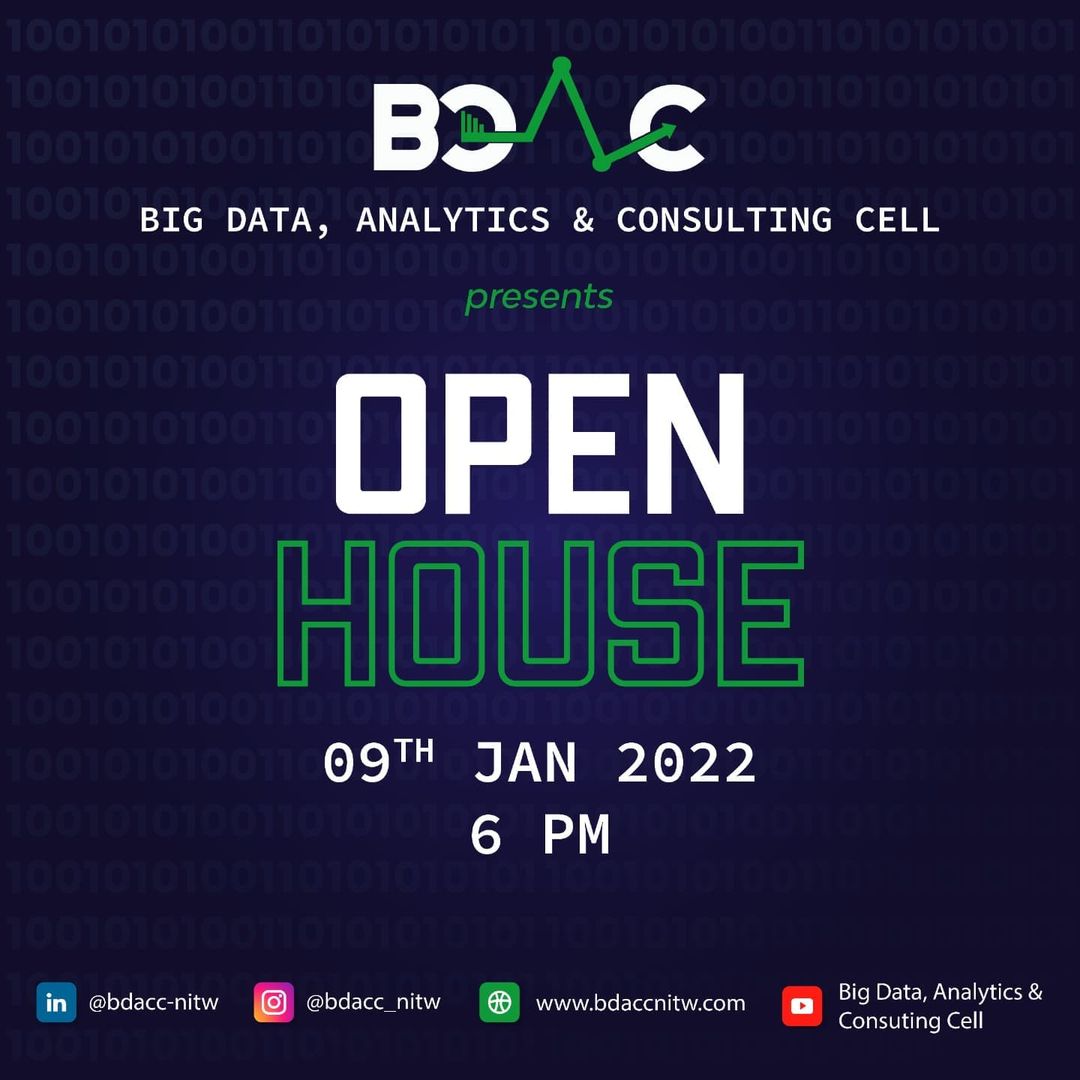 BDAC
BIG DATA, ANALYTICS & CONSULTING CELL
presents
OPEN
HOUSE
09TH JAN 2022
6 PM
in @bdacc-nitw @bdacc_nitw www.bdaccnitw.com Big Data, Analytics &
Consuting Cell